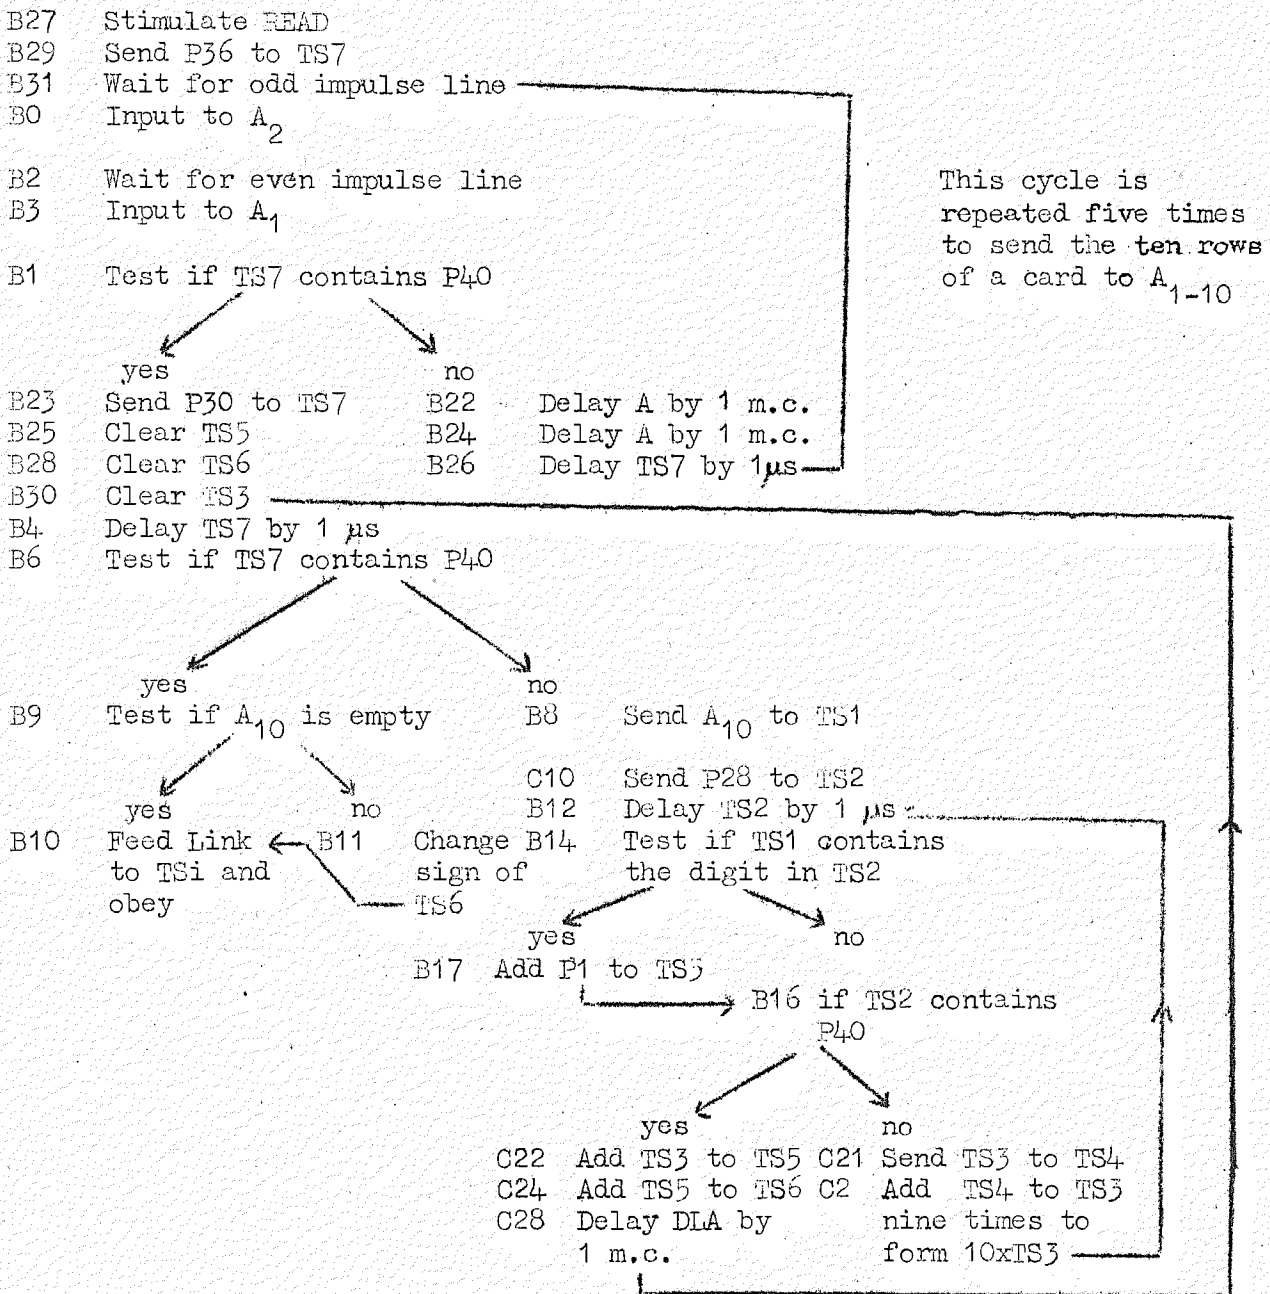 B27 Stimulate READ
B29 Send P36 to TS7
B31 Wait for odd impulse line
B0 Input to A2
B2 Wait for even impulse line
B3 Input to A1
This cycle is
repeated five times
to send the ten rows
of a card to A1-10
B1 Test if TS7 contains P40
yes no
B23 Send P30 to TS7 B22 Delay A by 1 m.c.
B25 Clear TS5 B24 Delay A by 1 m.c.
B28 Clear TS6 B26 Delay TS7 by 1µs
B30 Clear TS3
B4 Delay TS7 by 1 µs
B6 Test if TS7 contains P40
yes no
B9 Test if A10 is empty B8 Send A10 to TS1
C10 Send P28 to TS2
yes no B12 Delay TS2 by 1 µs
B10 Feed Link B11 Change B14 Test if TS1 contains
to TSi and sign of the digit in TS2
obey TS6
yes no
B17 Add P1 to TS3
B16 if TS2 contains
P40
yes no
C22 Add TS3 to TS5 C21 Send TS3 to TS4
C24 Add TS5 to TS6 C2 Add TS4 to TS3
C28 Delay DLA by nine times to
1 m.c. form 10xTS3